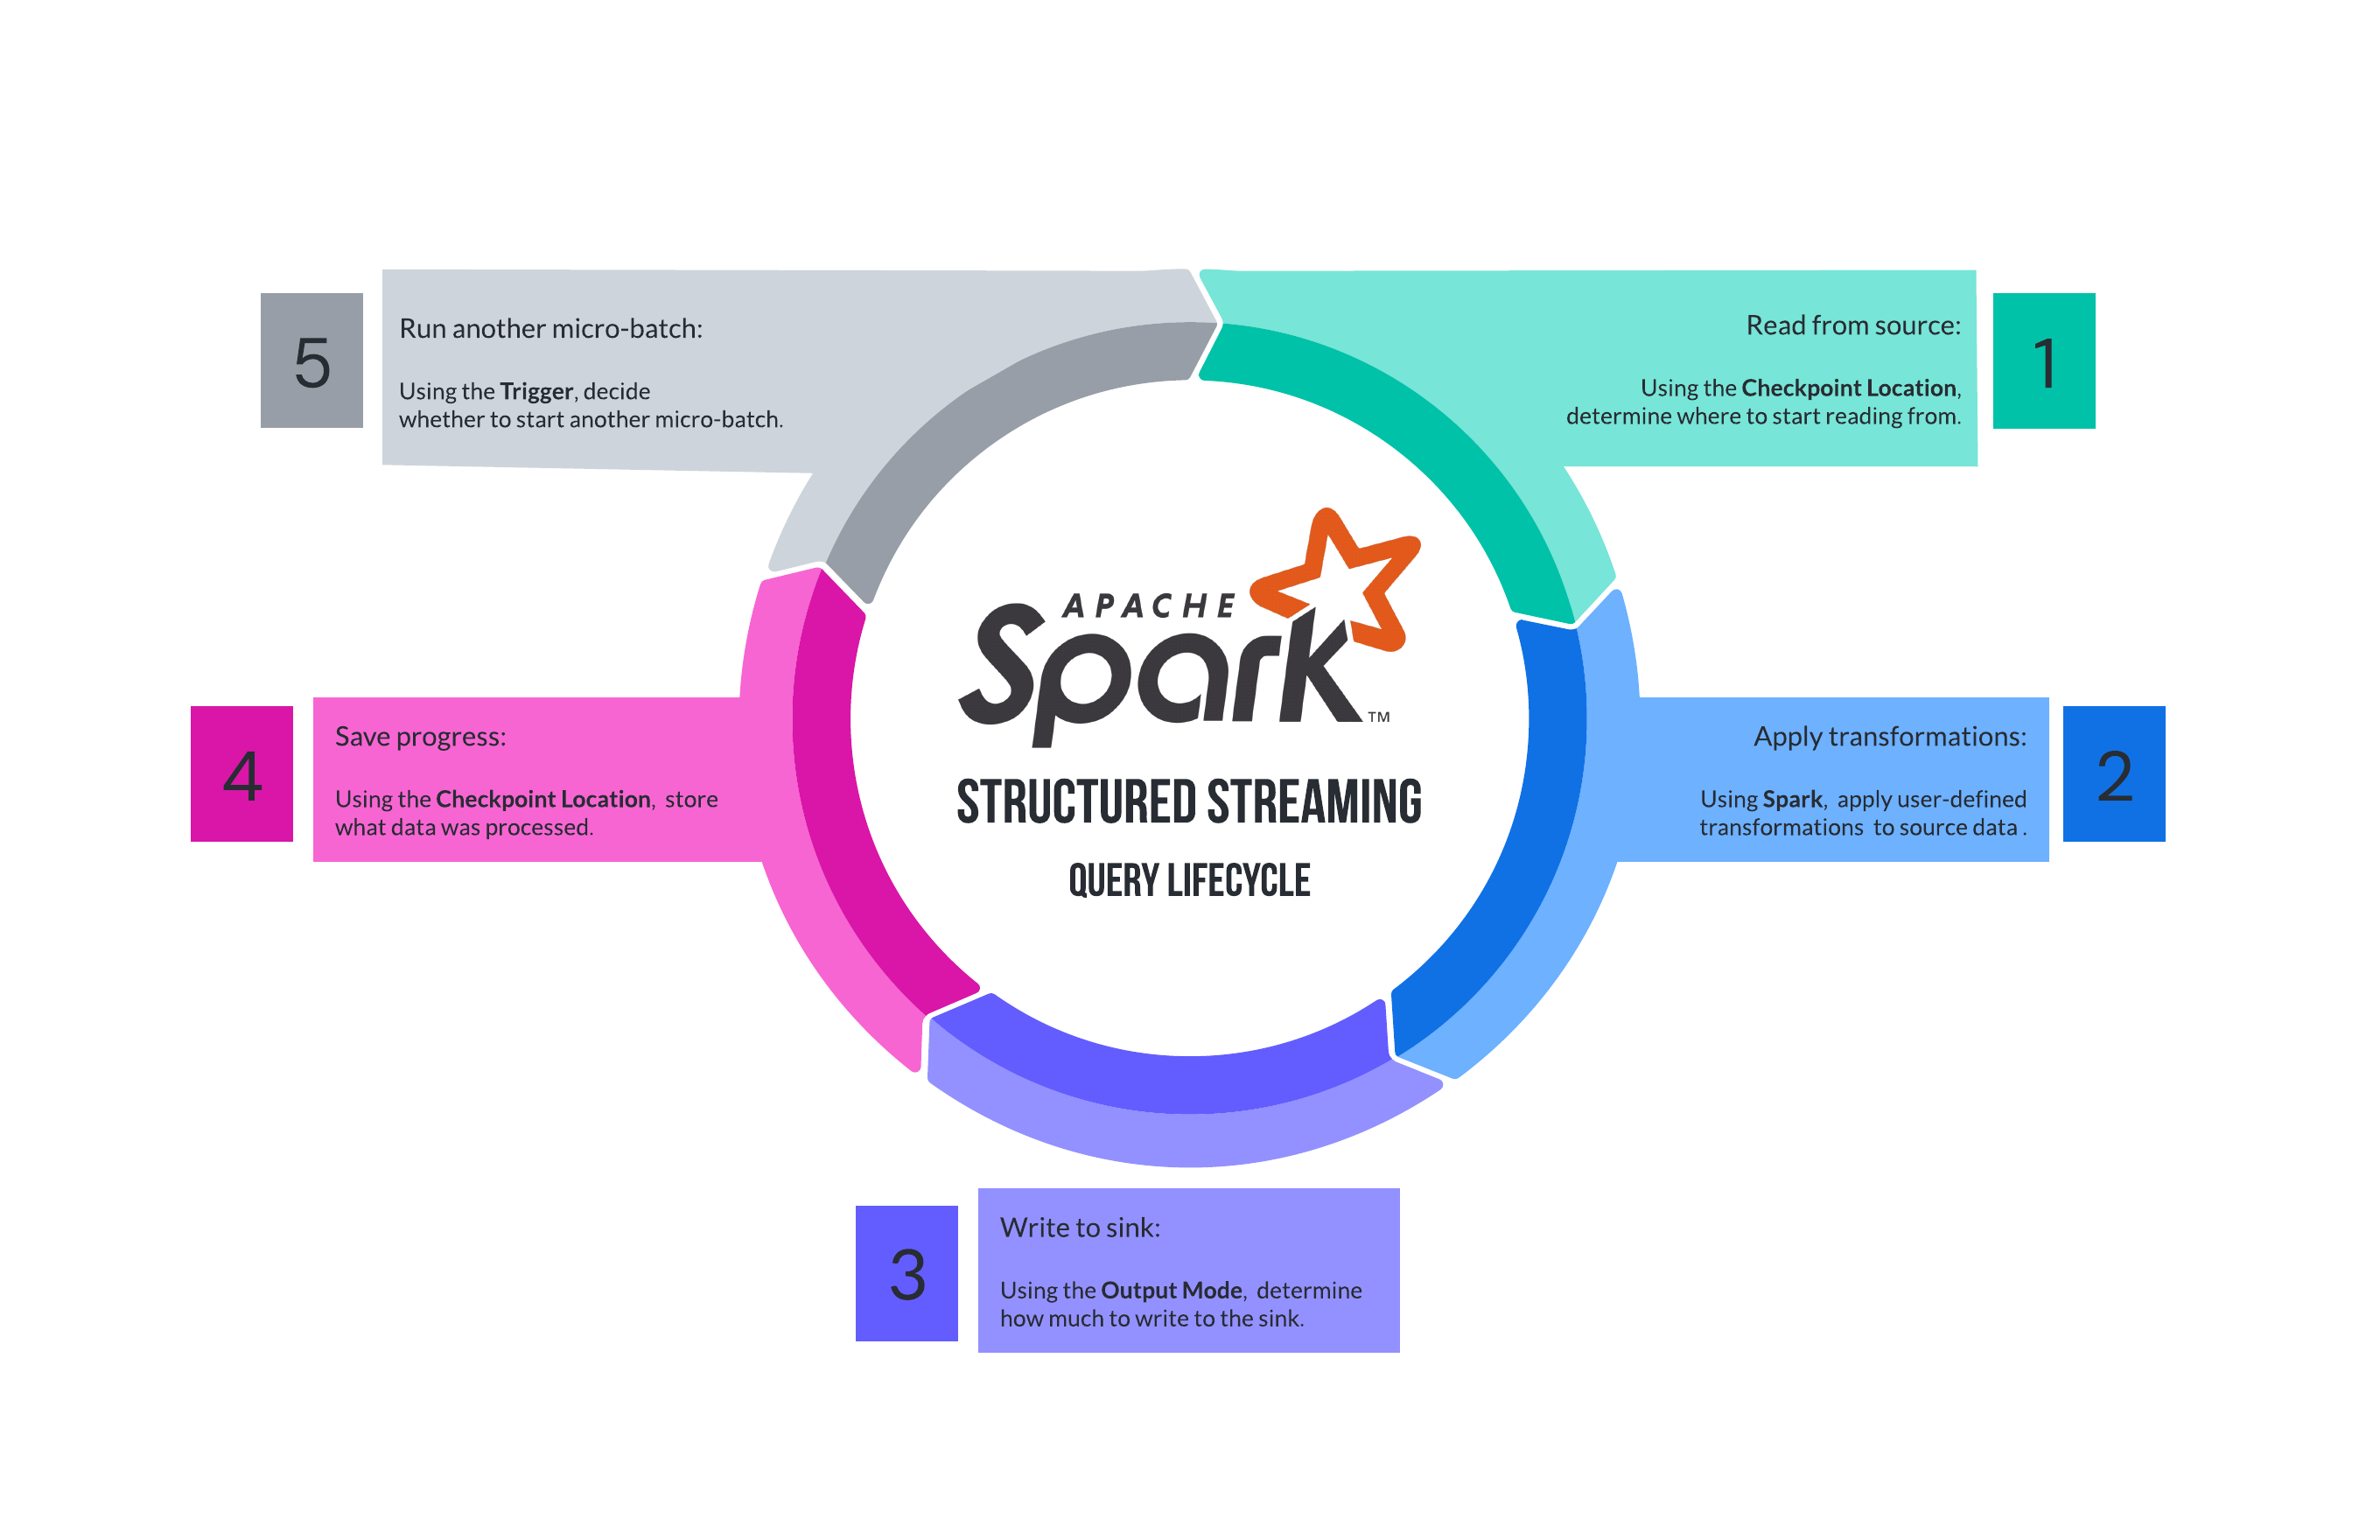 APACHE
Spark™
STRUCTURED STREAMING
QUERY LIFECYCLE
1
Read from source:
Using the Checkpoint Location,
determine where to start reading from.
2
Apply transformations:
Using Spark, apply user-defined
transformations to source data .
3
Write to sink:
Using the Output Mode, determine
how much to write to the sink.
4
Save progress:
Using the Checkpoint Location, store
what data was processed.
5
Run another micro-batch:
Using the Trigger, decide
whether to start another micro-batch.